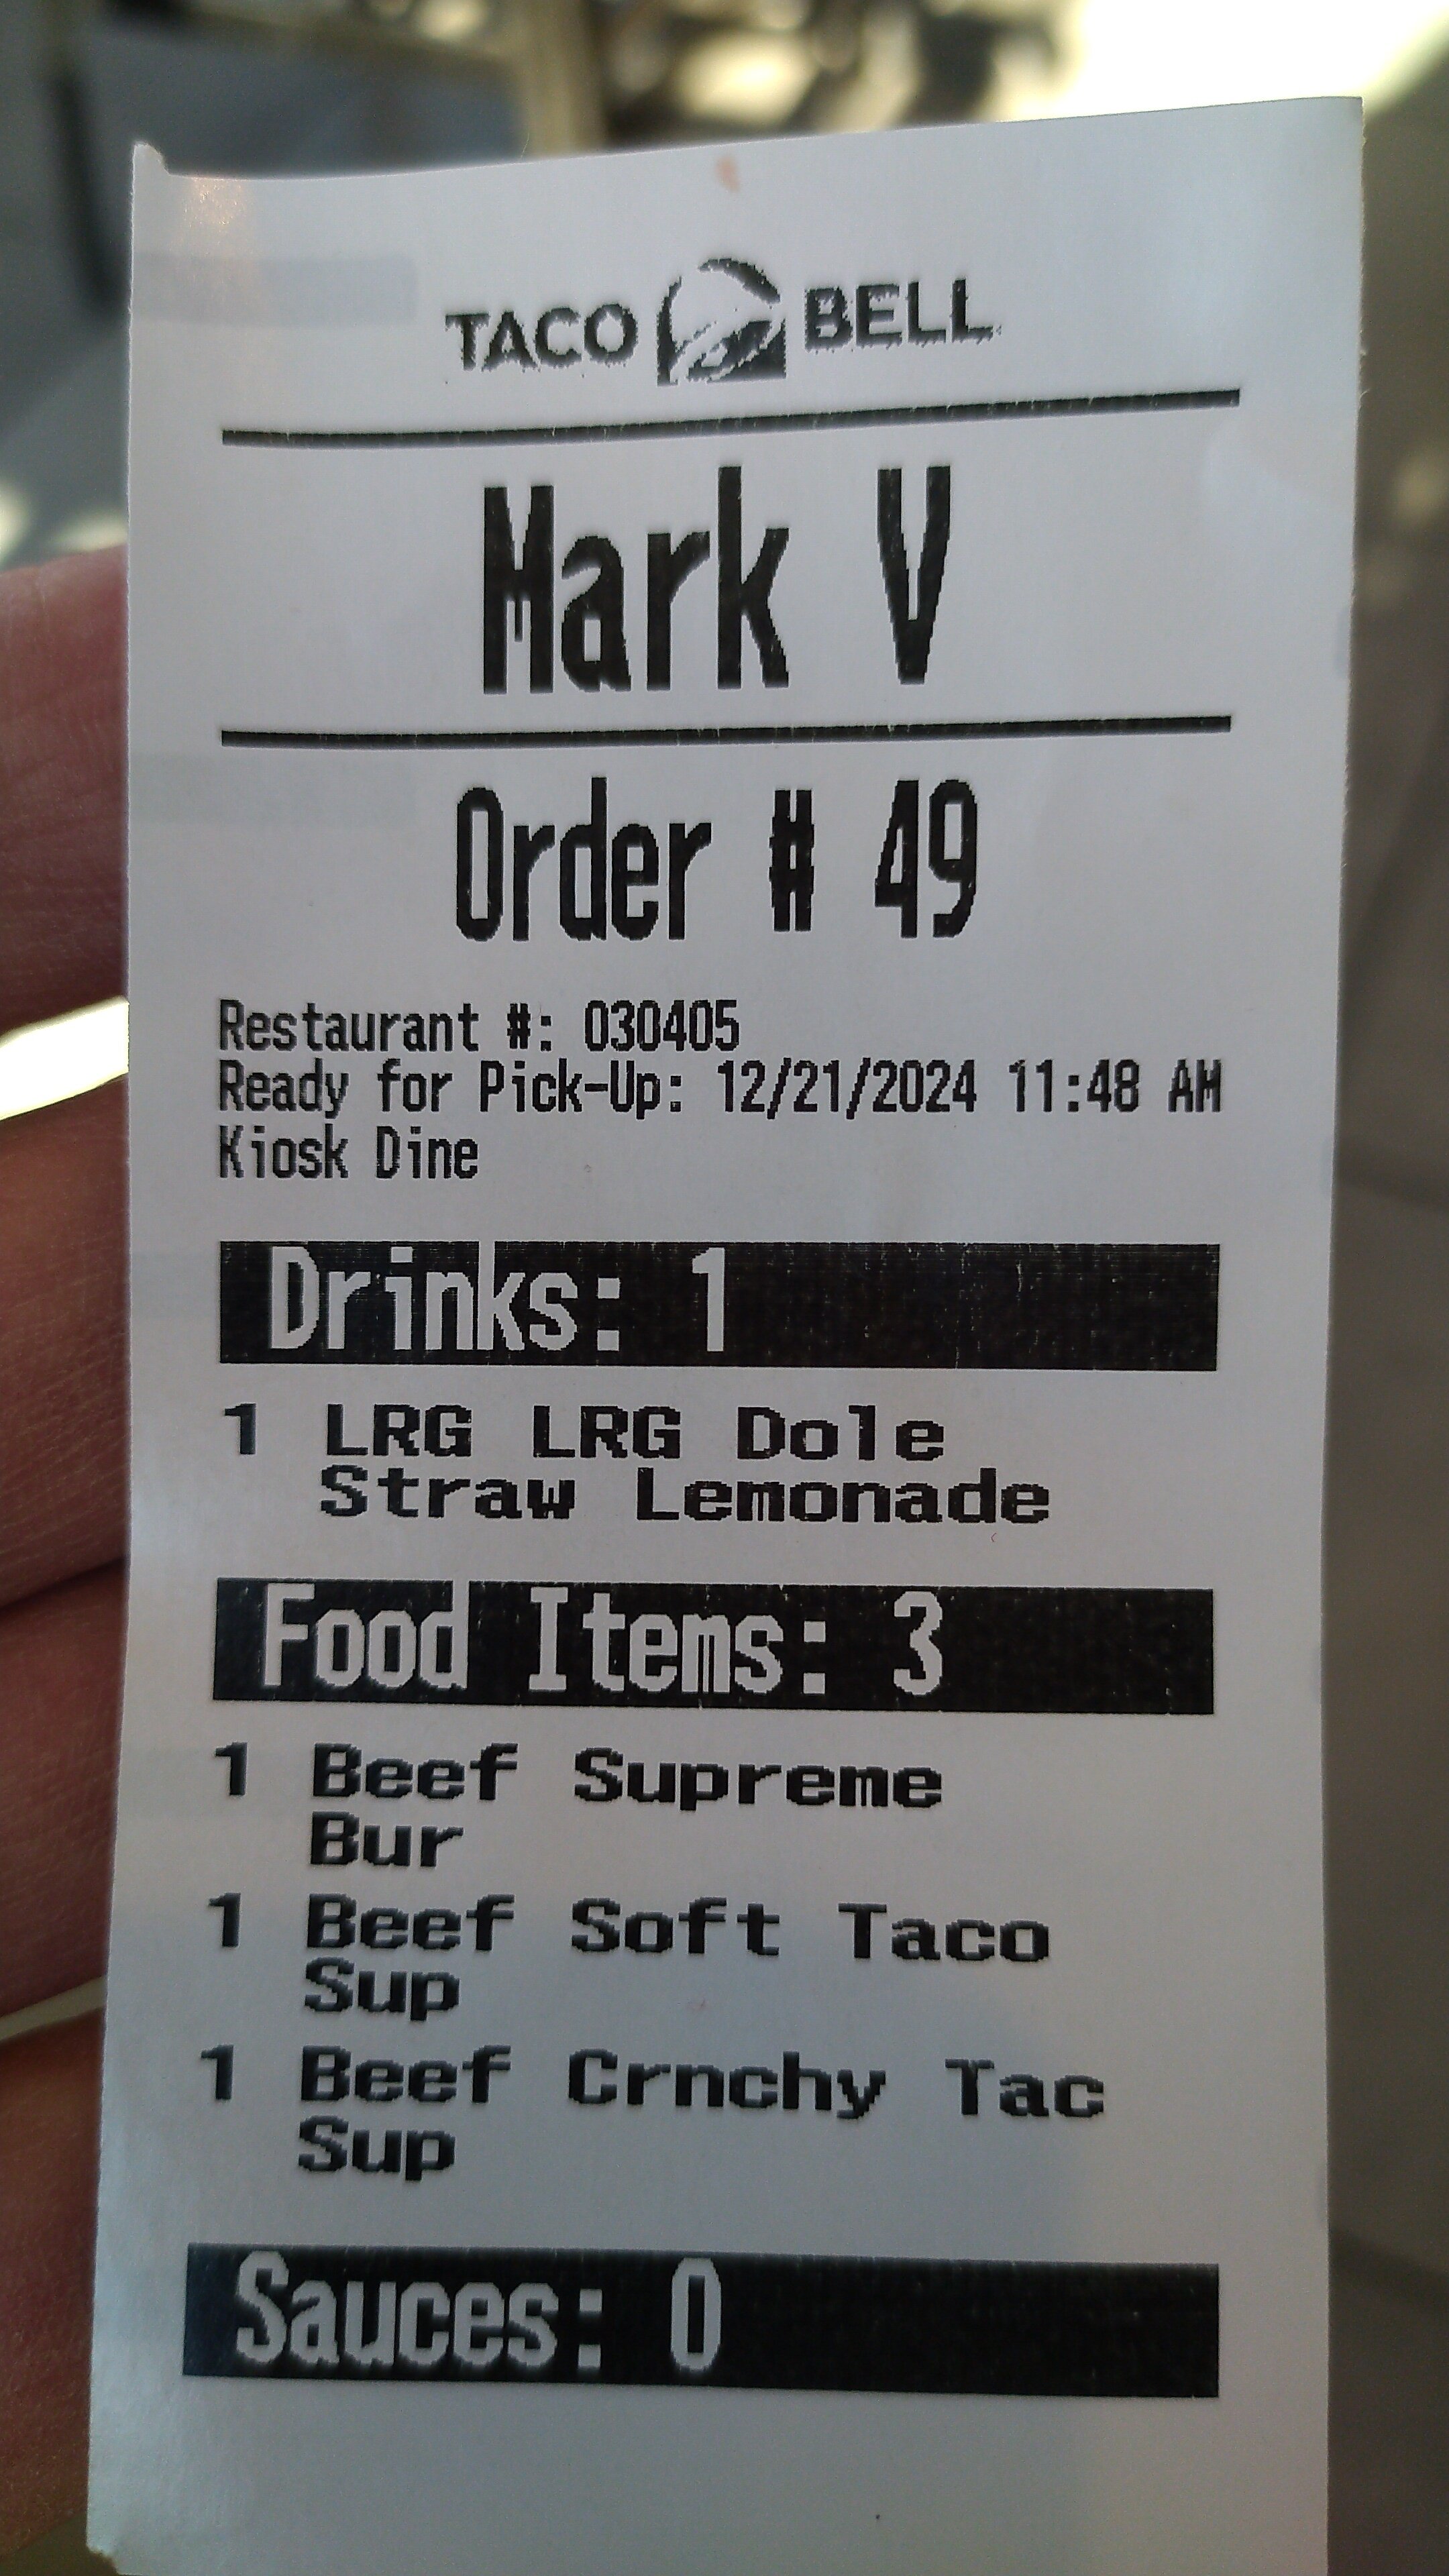 TACO BELL
Mark V
Order # 49
Restaurant #: 030405
Ready for Pick-Up: 12/21/2024 11:48 AM
Kiosk Dine
Drinks: 1
1 LRG LRG Dole
Straw Lemonade
Food Items: 3
1 Beef Supreme
Bur
1 Beef Soft Taco
Sup
1 Beef Crnchy Tac
Sup
Sauces: 0